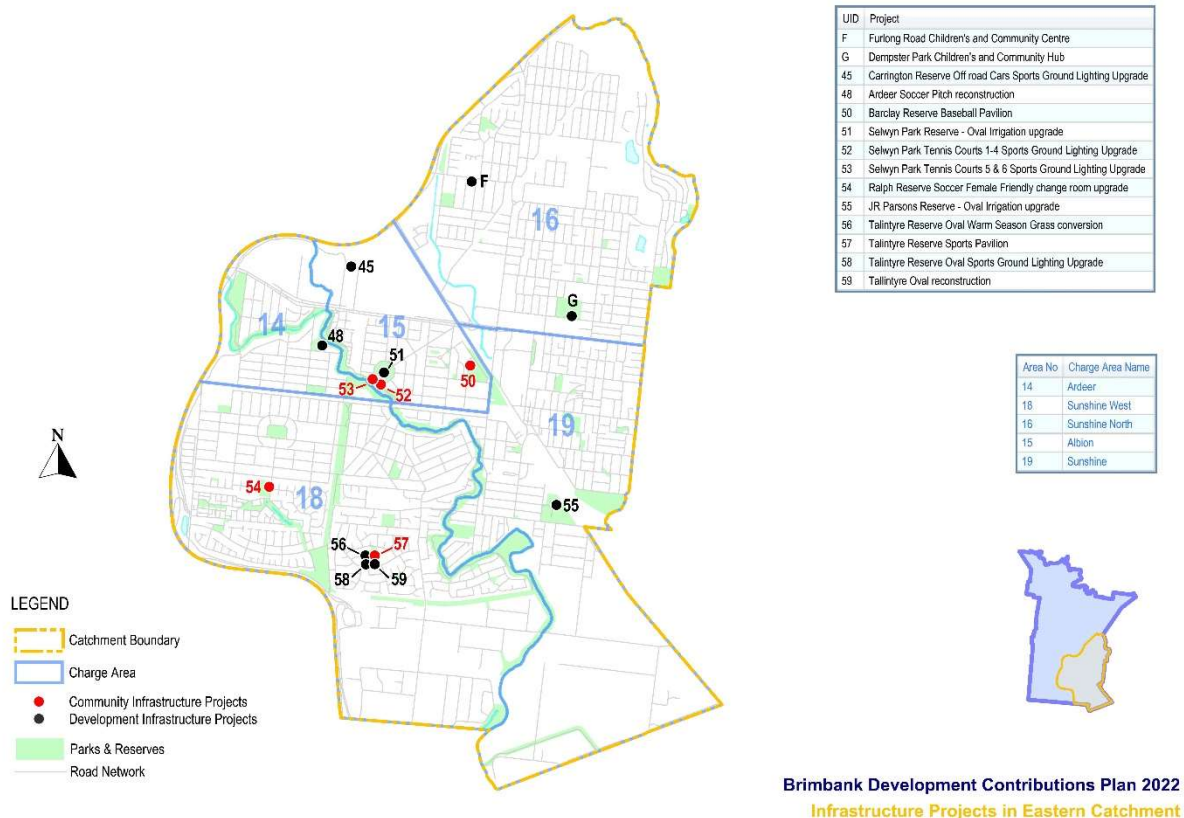 UID Project
F Furlong Road Children's and Community Centre
G Dempster Park Children's and Community Hub
45 Carrington Reserve Off road Cars Sports Ground Lighting Upgrade
48 Ardeer Soccer Pitch reconstruction
50 Barclay Reserve Baseball Pavilion
51 Selwyn Park Reserve - Oval Irrigation upgrade
52 Selwyn Park Tennis Courts 1-4 Sports Ground Lighting Upgrade
53 Selwyn Park Tennis Courts 5 & 6 Sports Ground Lighting Upgrade
54 Ralph Reserve Soccer Female Friendly change room upgrade
55 JR Parsons Reserve - Oval Irrigation upgrade
56 Talintyre Reserve Oval Warm Season Grass conversion
57 Talintyre Reserve Sports Pavilion
58 Talintyre Reserve Oval Sports Ground Lighting Upgrade
59 Tallintyre Oval reconstruction
F
16
45
G
14
48
15
51
50
53
52
19
54
18
55
56
57
58
59
Area No Charge Area Name
14 Ardeer
18 Sunshine West
16 Sunshine North
15 Albion
19 Sunshine
N
LEGEND
Catchment Boundary
Charge Area
Community Infrastructure Projects
Development Infrastructure Projects
Parks & Reserves
Road Network
Brimbank Development Contributions Plan 2022
Infrastructure Projects in Eastern Catchment